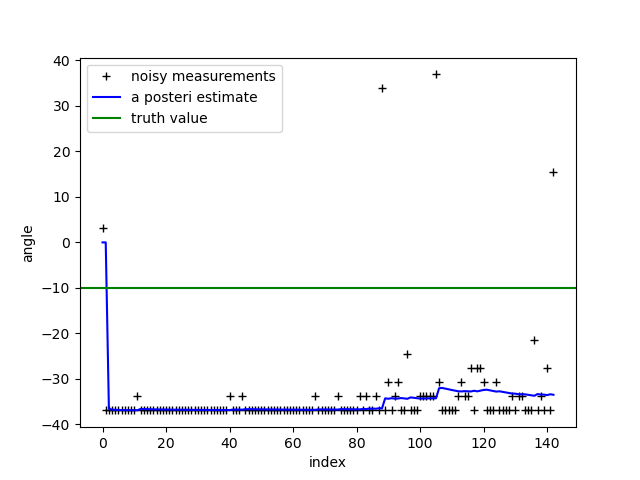 40
30
20
10
0
−10
−20
−30
−40
angle
noisy measurements
a posteri estimate
truth value
0 20 40 60 80 100 120 140
index